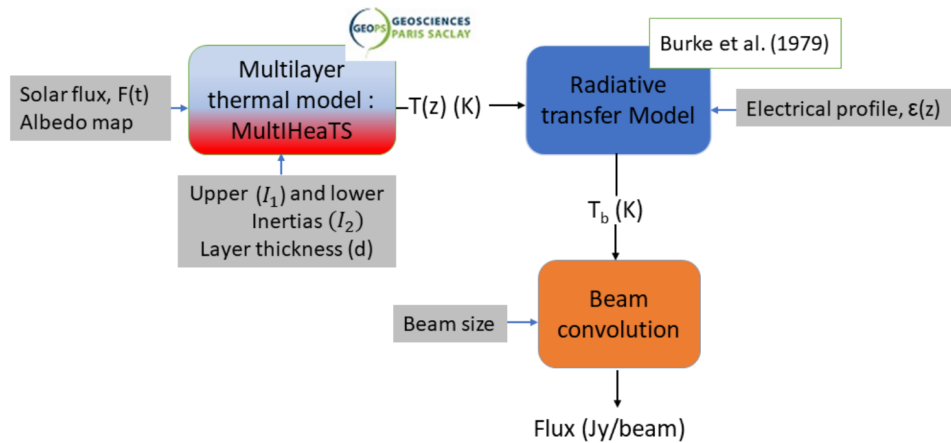 GEOPS
GEOSCIENCES
PARIS SACLAY
Burke et al. (1979)
Solar flux, F(t)
Albedo map
Multilayer
thermal model :
MultIHeaTS
T(z) (K)
Radiative
transfer Model
Electrical profile, ε(z)
Upper (I₁) and lower
Inertias (I₂)
Layer thickness (d)
T_b (K)
Beam size
Beam
convolution
Flux (Jy/beam)